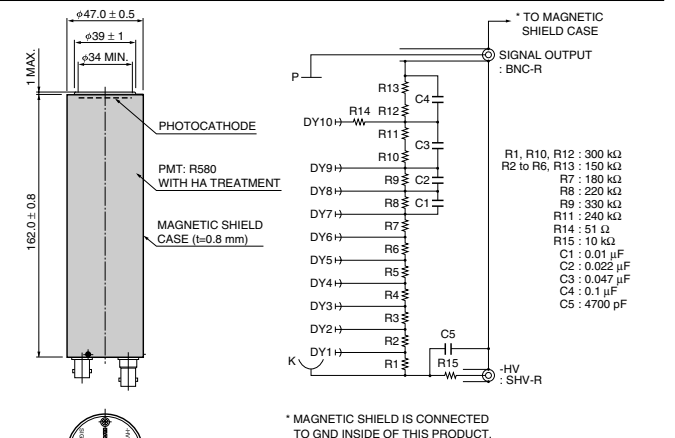 ϕ47.0 ± 0.5
ϕ39 ± 1
ϕ34 MIN.
1 MAX.
162.0 ± 0.8
PHOTOCATHODE
PMT: R580
WITH HA TREATMENT
MAGNETIC SHIELD
CASE (t=0.8 mm)
* TO MAGNETIC
SHIELD CASE
SIGNAL OUTPUT
: BNC-R
P
R13
C4
R14 R12
DY10
R11
C3
R10
DY9
R9 C2
DY8
R8 C1
DY7
R7
DY6
R6
DY5
R5
DY4
R4
DY3
R3
DY2
R2
DY1
K
R1
C5
R15
-HV
: SHV-R
R1, R10, R12 : 300 kΩ
R2 to R6, R13 : 150 kΩ
R7 : 180 kΩ
R8 : 220 kΩ
R9 : 330 kΩ
R11 : 240 kΩ
R14 : 51 Ω
R15 : 10 kΩ
C1 : 0.01 µF
C2 : 0.022 µF
C3 : 0.047 µF
C4 : 0.1 µF
C5 : 4700 pF
* MAGNETIC SHIELD IS CONNECTED
TO GND INSIDE OF THIS PRODUCT.
-HV